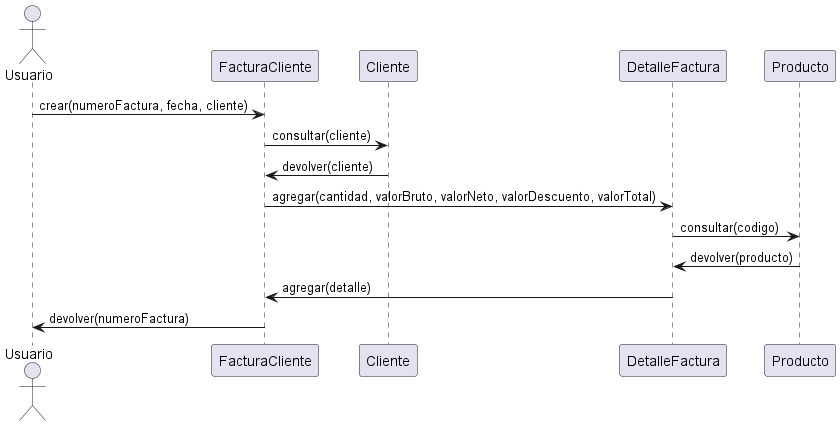 Usuario
FacturaCliente
Cliente
DetalleFactura
Producto
crear(numeroFactura, fecha, cliente)
consultar(cliente)
devolver(cliente)
agregar(cantidad, valorBruto, valorNeto, valorDescuento, valorTotal)
consultar(codigo)
devolver(producto)
agregar(detalle)
devolver(numeroFactura)
Usuario
FacturaCliente
Cliente
DetalleFactura
Producto